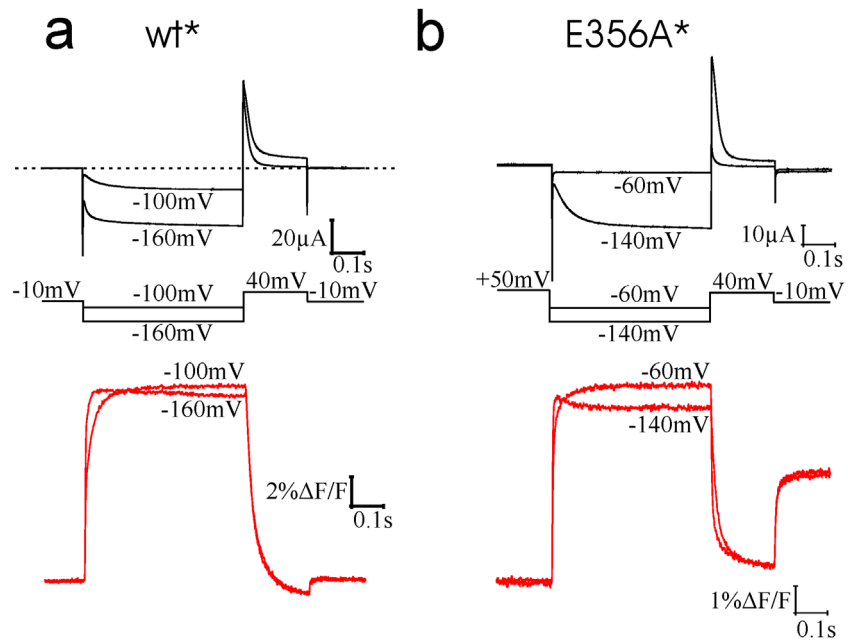 a wt*
-100mV
-160mV
20µA
0.1s
-10mV -100mV 40mV -10mV
-160mV
-100mV
-160mV
2%ΔF/F
0.1s
b E356A*
-60mV
-140mV
10µA
0.1s
+50mV -60mV 40mV -10mV
-140mV
-60mV
-140mV
1%ΔF/F
0.1s